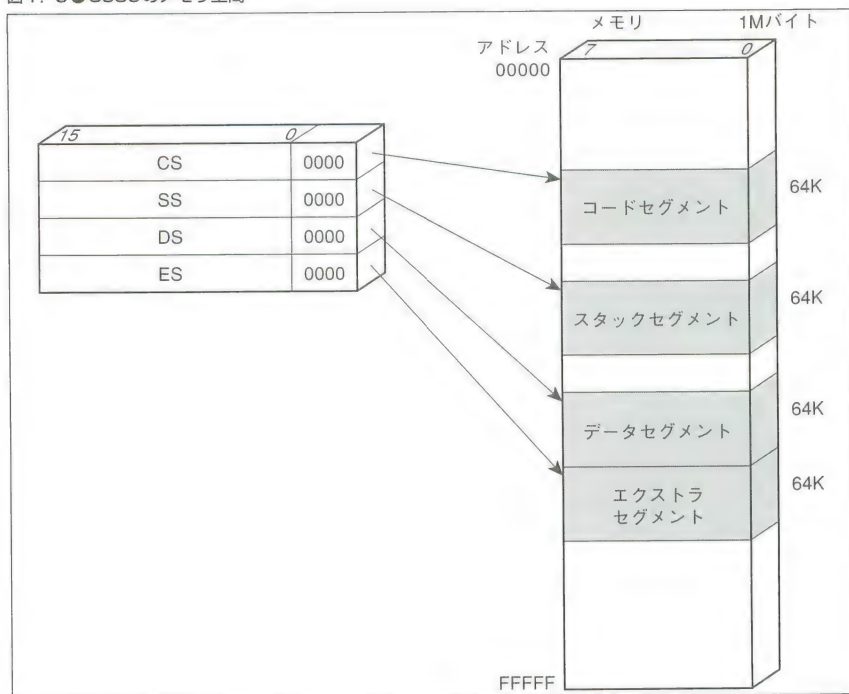 メモリ 1Mバイト
アドレス
00000
7 0
15 0
CS 0000
SS 0000
DS 0000
ES 0000
コードセグメント
64K
スタックセグメント
64K
データセグメント
64K
エクストラ
セグメント
64K
FFFFF